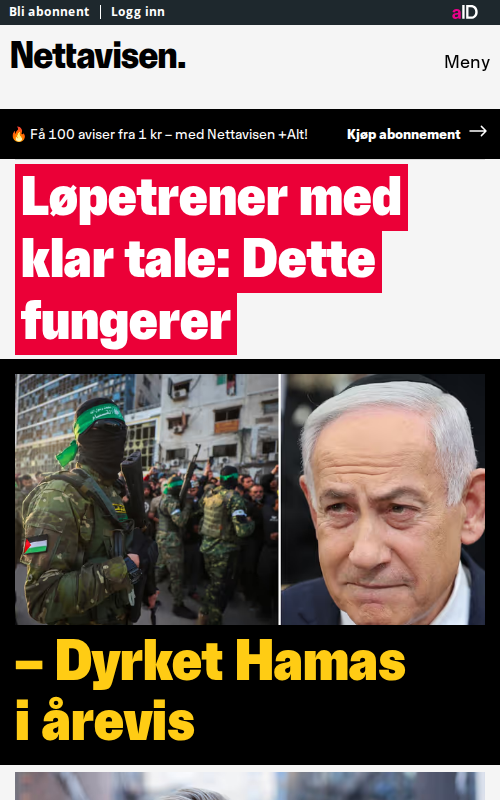 Bli abonnent
Logg inn
aID
Nettavisen.
Meny
🔥 Få 100 aviser fra 1 kr – med Nettavisen +Alt!
Kjøp abonnement →
Løpetrener med
klar tale: Dette
fungerer
– Dyrket Hamas
i årevis